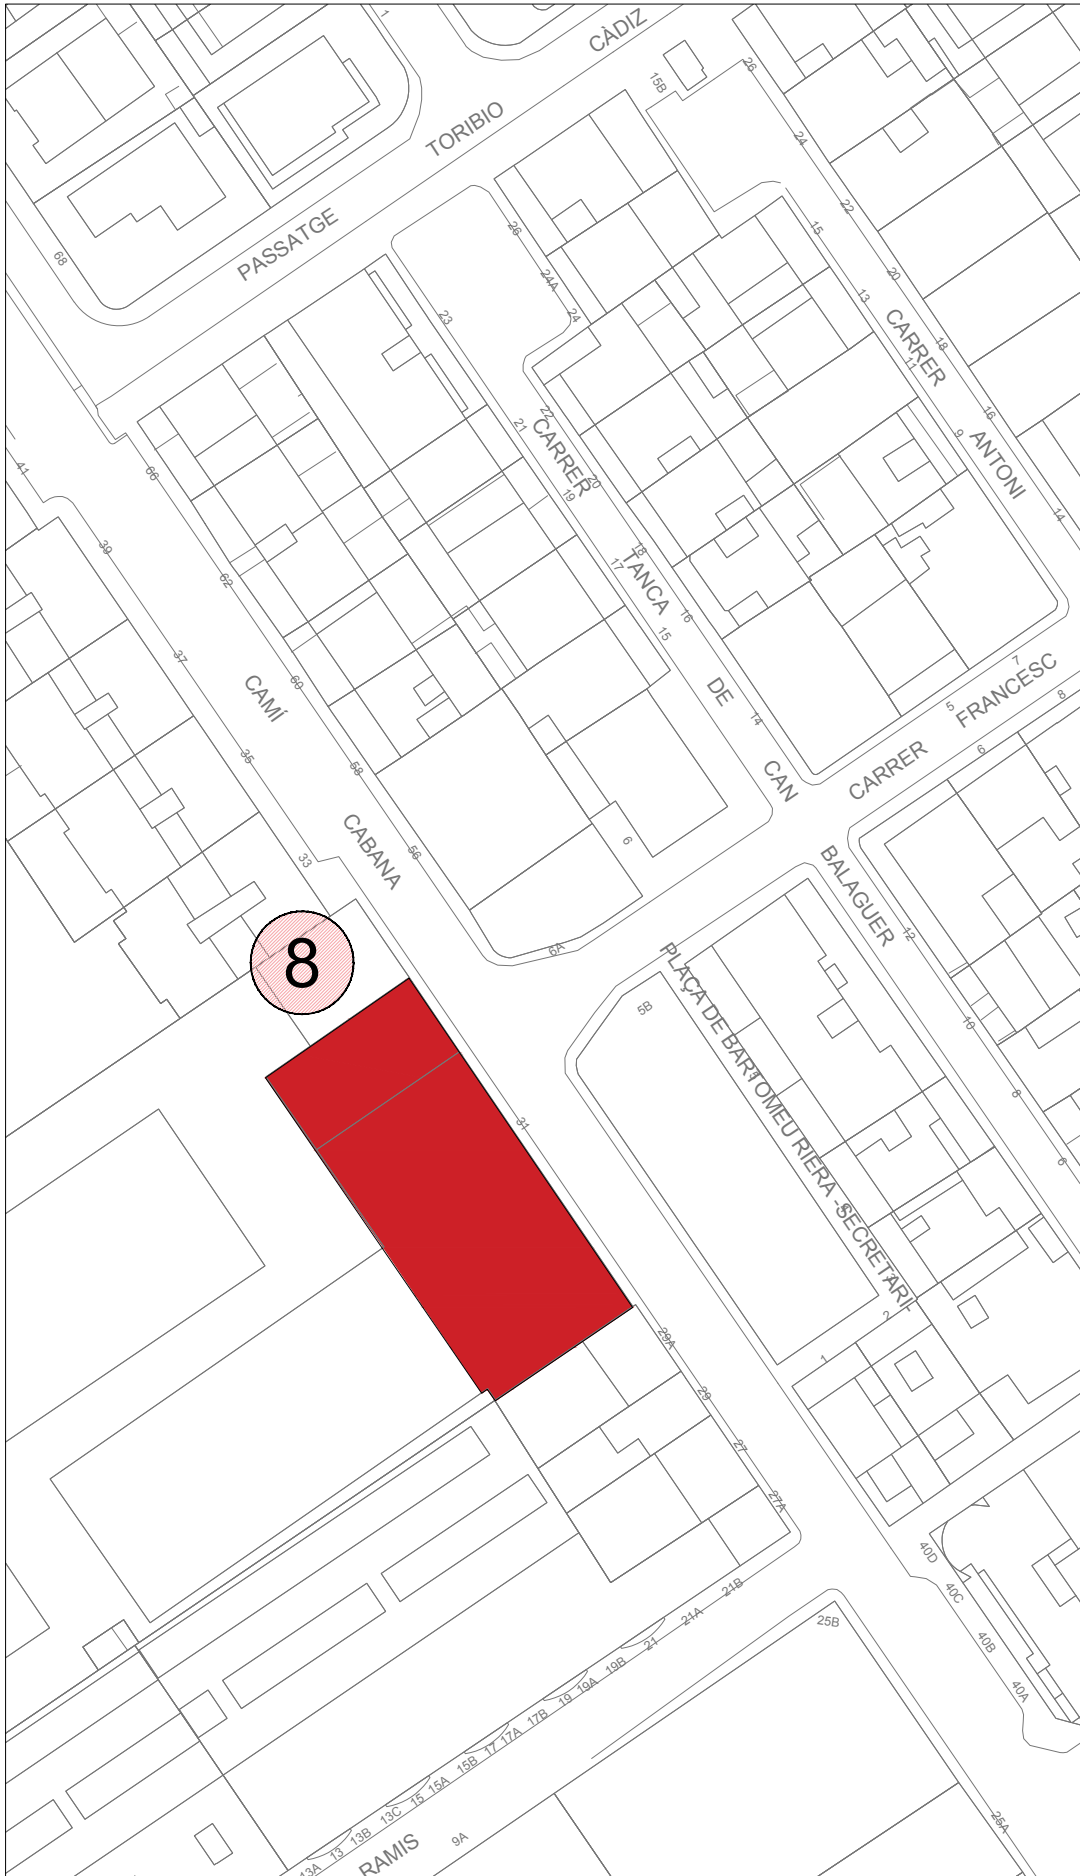 1
CÀDIZ
TORIBIO
PASSATGE
15B
26
24
22
20
18
16
14
68
26
24A
24
23
15
13
11
9
CARRER
ANTONI
41
39
37
35
33
66
62
60
58
56
CAMÍ
CABANA
22
21
20
19
18
17
16
15
14
CARRER
TANCA
DE
CAN
7
5
8
6
CARRER
FRANCESC
BALAGUER
6
6A
12
10
8
6
8
PLAÇA DE BARTOMEU RIERA -SECRETARI-
5B
2
1
31
29A
29
27
27A
40D
40C
40B
40A
25B
25A
21B
21A
21
19B
19A
19
17B
17A
17
15B
15A
15
13C
13B
13
13A
9A
RAMIS